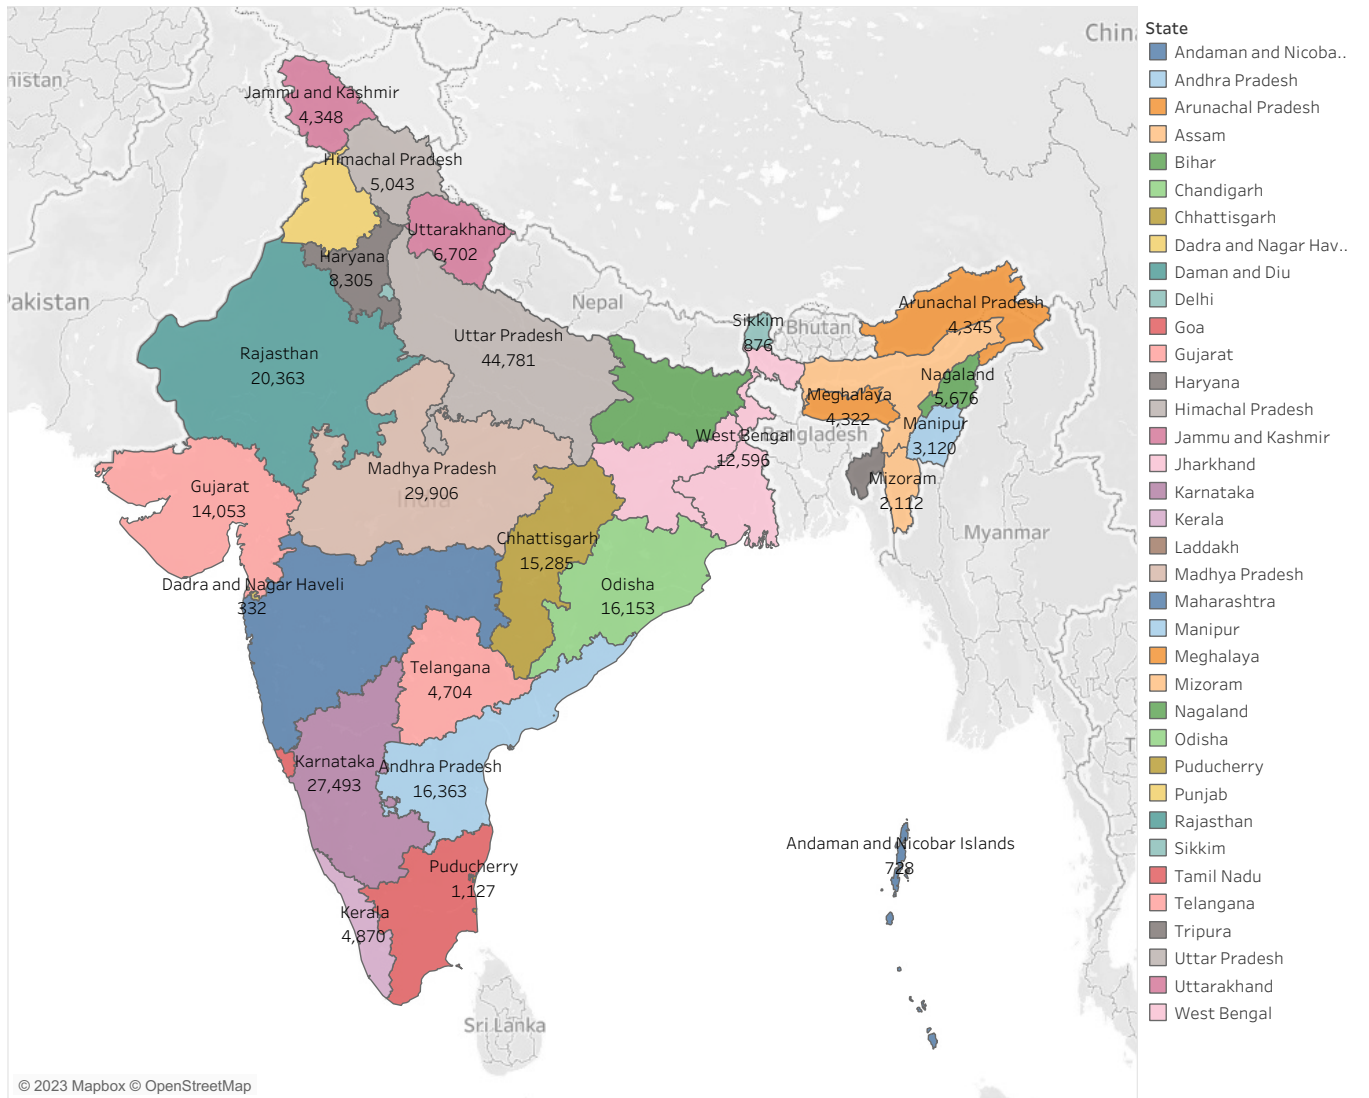 China
nistan
Jammu and Kashmir
4,348
Himachal Pradesh
5,043
Uttarakhand
6,702
Haryana
8,305
Pakistan
Nepal
Arunachal Pradesh
4,345
Sikkim
876
Bhutan
Uttar Pradesh
44,781
Rajasthan
20,363
Nagaland
5,676
Meghalaya
4,322
Manipur
3,120
West Bengal
12,596
Bangladesh
Madhya Pradesh
29,906
India
Gujarat
14,053
Mizoram
2,112
Myanmar
Chhattisgarh
15,285
Dadra and Nagar Haveli
332
Odisha
16,153
Telangana
4,704
Karnataka
27,493
Andhra Pradesh
16,363
T
Andaman and Nicobar Islands
728
Puducherry
1,127
Kerala
4,870
Sri Lanka
© 2023 Mapbox © OpenStreetMap
State
Andaman and Nicoba..
Andhra Pradesh
Arunachal Pradesh
Assam
Bihar
Chandigarh
Chhattisgarh
Dadra and Nagar Hav..
Daman and Diu
Delhi
Goa
Gujarat
Haryana
Himachal Pradesh
Jammu and Kashmir
Jharkhand
Karnataka
Kerala
Laddakh
Madhya Pradesh
Maharashtra
Manipur
Meghalaya
Mizoram
Nagaland
Odisha
Puducherry
Punjab
Rajasthan
Sikkim
Tamil Nadu
Telangana
Tripura
Uttar Pradesh
Uttarakhand
West Bengal